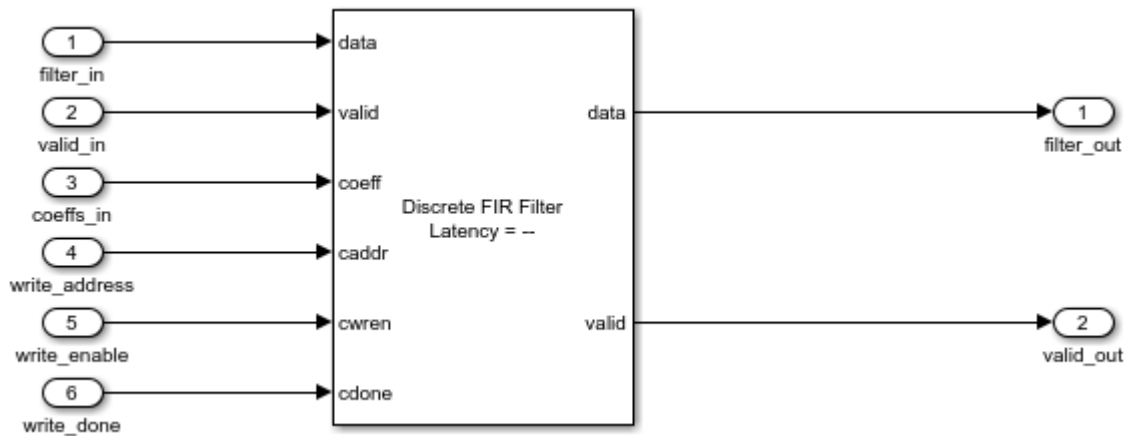 1
filter_in
data
2
valid_in
valid
data
1
filter_out
3
coeffs_in
coeff
Discrete FIR Filter
Latency = --
4
write_address
caddr
5
write_enable
cwren
valid
2
valid_out
6
write_done
cdone